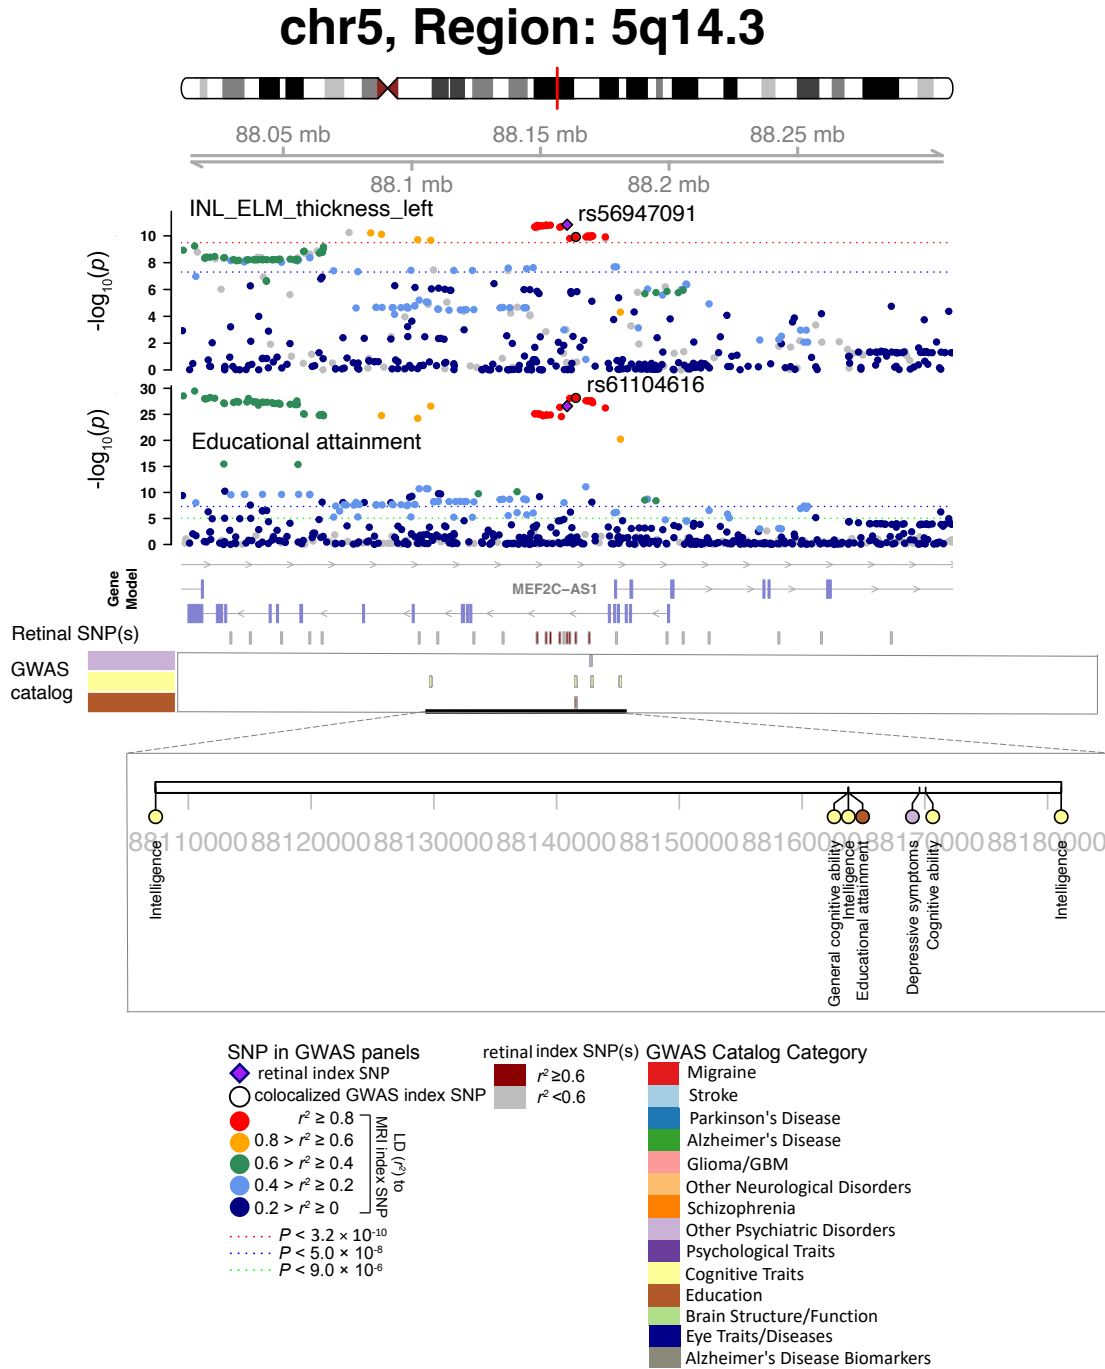 chr5, Region: 5q14.3
88.05 mb
88.15 mb
88.25 mb
88.1 mb
88.2 mb
INL_ELM_thickness_left
rs56947091
-log10(p)
10
8
6
4
2
0
rs61104616
Educational attainment
-log10(p)
30
25
20
15
10
5
0
Gene
Model
MEF2C-AS1
Retinal SNP(s)
GWAS
catalog
88110000
88120000
88130000
88140000
88150000
88160000
88170000
88180000
Intelligence
General cognitive ability
Intelligence
Educational attainment
Depressive symptoms
Cognitive ability
Intelligence
SNP in GWAS panels
retinal index SNP
colocalized GWAS index SNP
r² ≥ 0.8
0.8 > r² ≥ 0.6
0.6 > r² ≥ 0.4
0.4 > r² ≥ 0.2
0.2 > r² ≥ 0
LD (r²) to
MRI index SNP
P < 3.2 × 10⁻¹⁰
P < 5.0 × 10⁻⁸
P < 9.0 × 10⁻⁶
retinal index SNP(s)
r² ≥0.6
r² <0.6
GWAS Catalog Category
Migraine
Stroke
Parkinson's Disease
Alzheimer's Disease
Glioma/GBM
Other Neurological Disorders
Schizophrenia
Other Psychiatric Disorders
Psychological Traits
Cognitive Traits
Education
Brain Structure/Function
Eye Traits/Diseases
Alzheimer's Disease Biomarkers